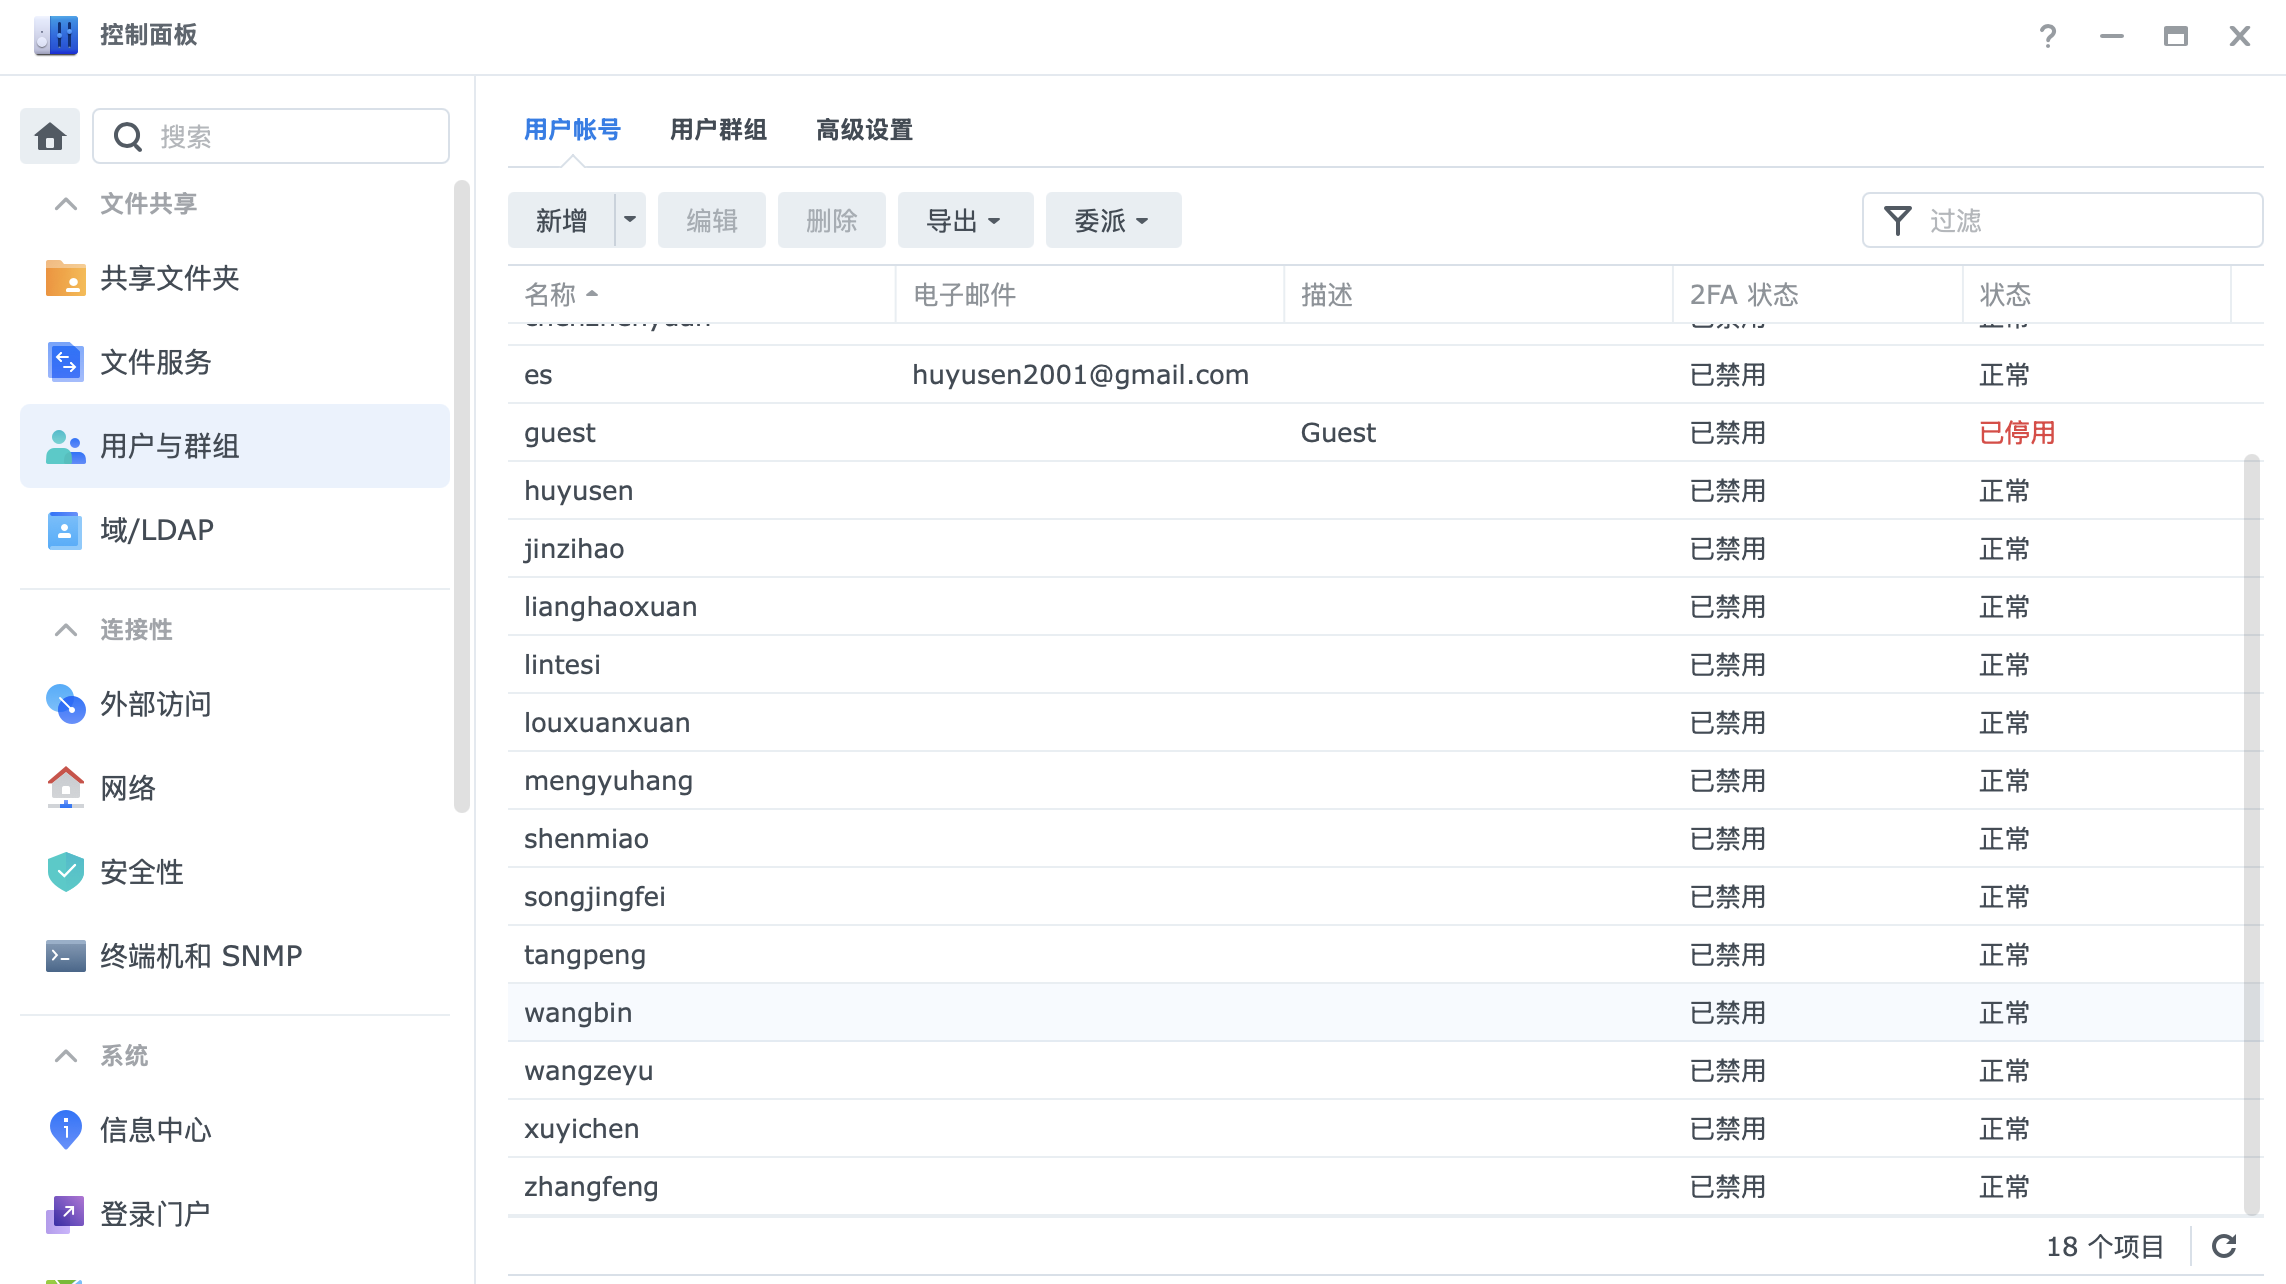 控制面板
搜索
文件共享
共享文件夹
文件服务
用户与群组
域/LDAP
连接性
外部访问
网络
安全性
终端机和 SNMP
系统
信息中心
登录门户
用户帐号 用户群组 高级设置
新增 编辑 删除 导出 委派 过滤
名称 电子邮件 描述 2FA 状态 状态
es huyusen2001@gmail.com 已禁用 正常
guest Guest 已禁用 已停用
huyusen 已禁用 正常
jinzihao 已禁用 正常
lianghaoxuan 已禁用 正常
lintesi 已禁用 正常
louxuanxuan 已禁用 正常
mengyuhang 已禁用 正常
shenmiao 已禁用 正常
songjingfei 已禁用 正常
tangpeng 已禁用 正常
wangbin 已禁用 正常
wangzeyu 已禁用 正常
xuyichen 已禁用 正常
zhangfeng 已禁用 正常
18 个项目